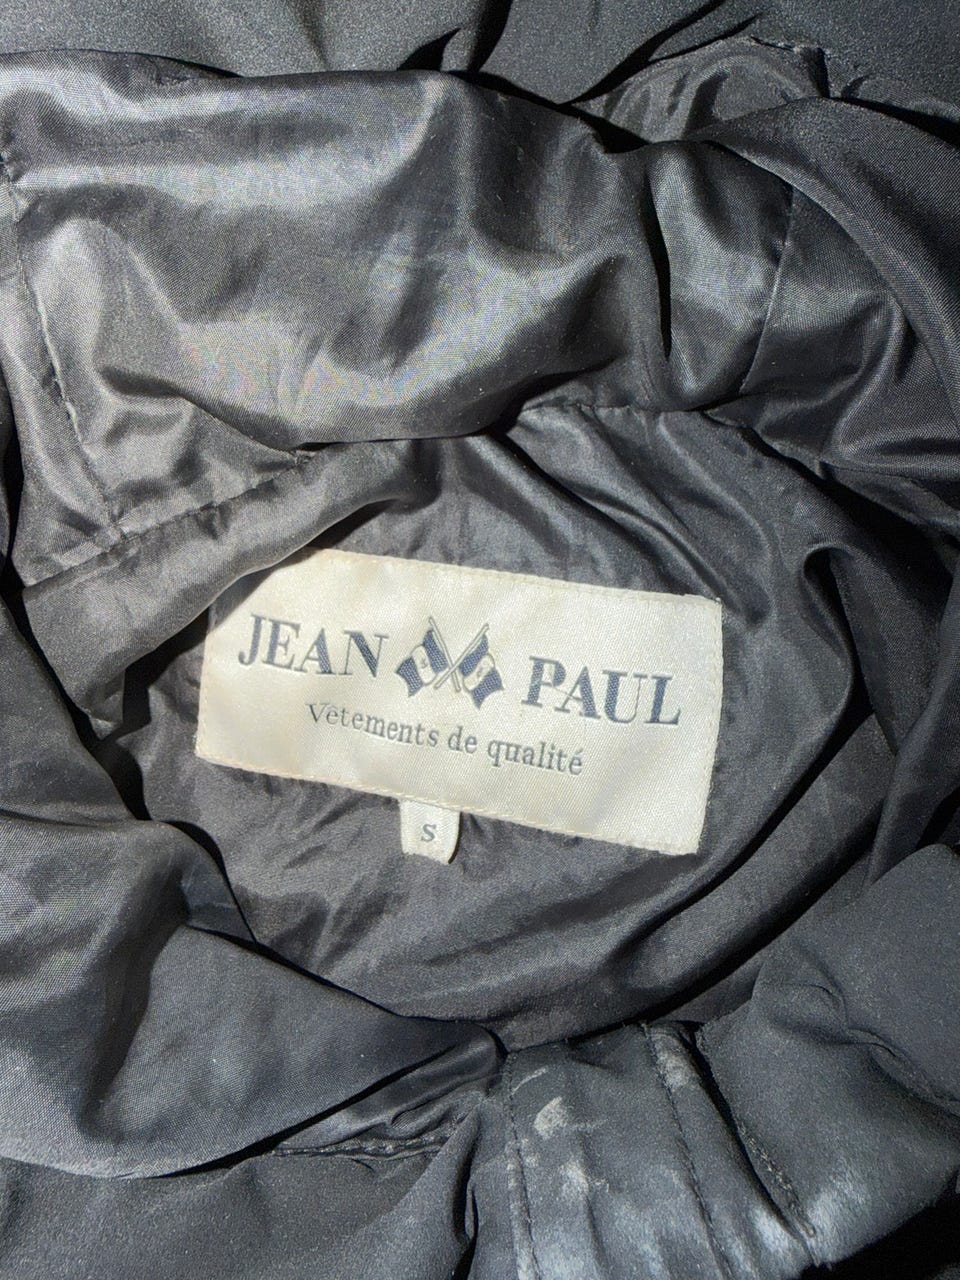 JEAN PAUL
Vêtements de qualité
S